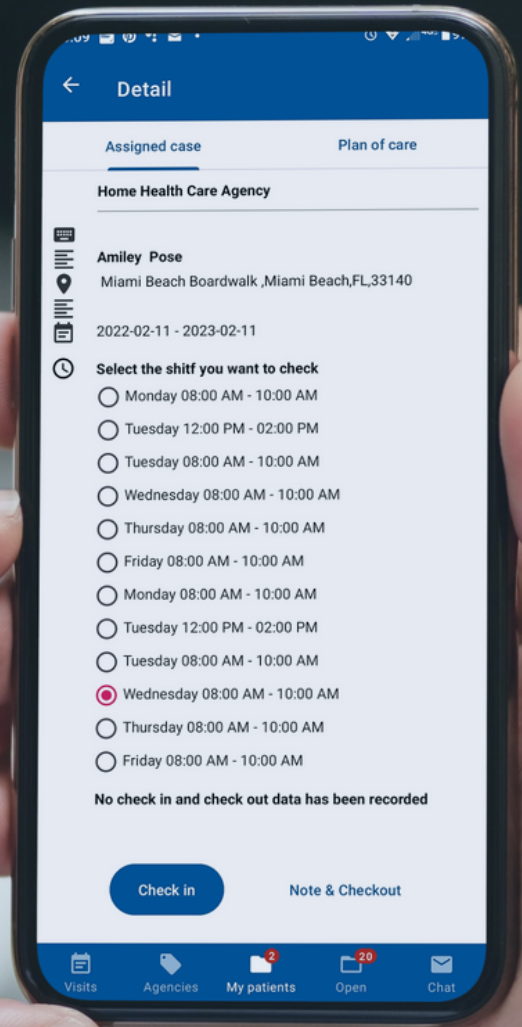 Detail
Assigned case
Plan of care
Home Health Care Agency
Amiley Pose
Miami Beach Boardwalk ,Miami Beach,FL,33140
2022-02-11 - 2023-02-11
Select the shitf you want to check
Monday 08:00 AM - 10:00 AM
Tuesday 12:00 PM - 02:00 PM
Tuesday 08:00 AM - 10:00 AM
Wednesday 08:00 AM - 10:00 AM
Thursday 08:00 AM - 10:00 AM
Friday 08:00 AM - 10:00 AM
Monday 08:00 AM - 10:00 AM
Tuesday 12:00 PM - 02:00 PM
Tuesday 08:00 AM - 10:00 AM
Wednesday 08:00 AM - 10:00 AM
Thursday 08:00 AM - 10:00 AM
Friday 08:00 AM - 10:00 AM
No check in and check out data has been recorded
Check in
Note & Checkout
2
20
Visits
Agencies
My patients
Open
Chat